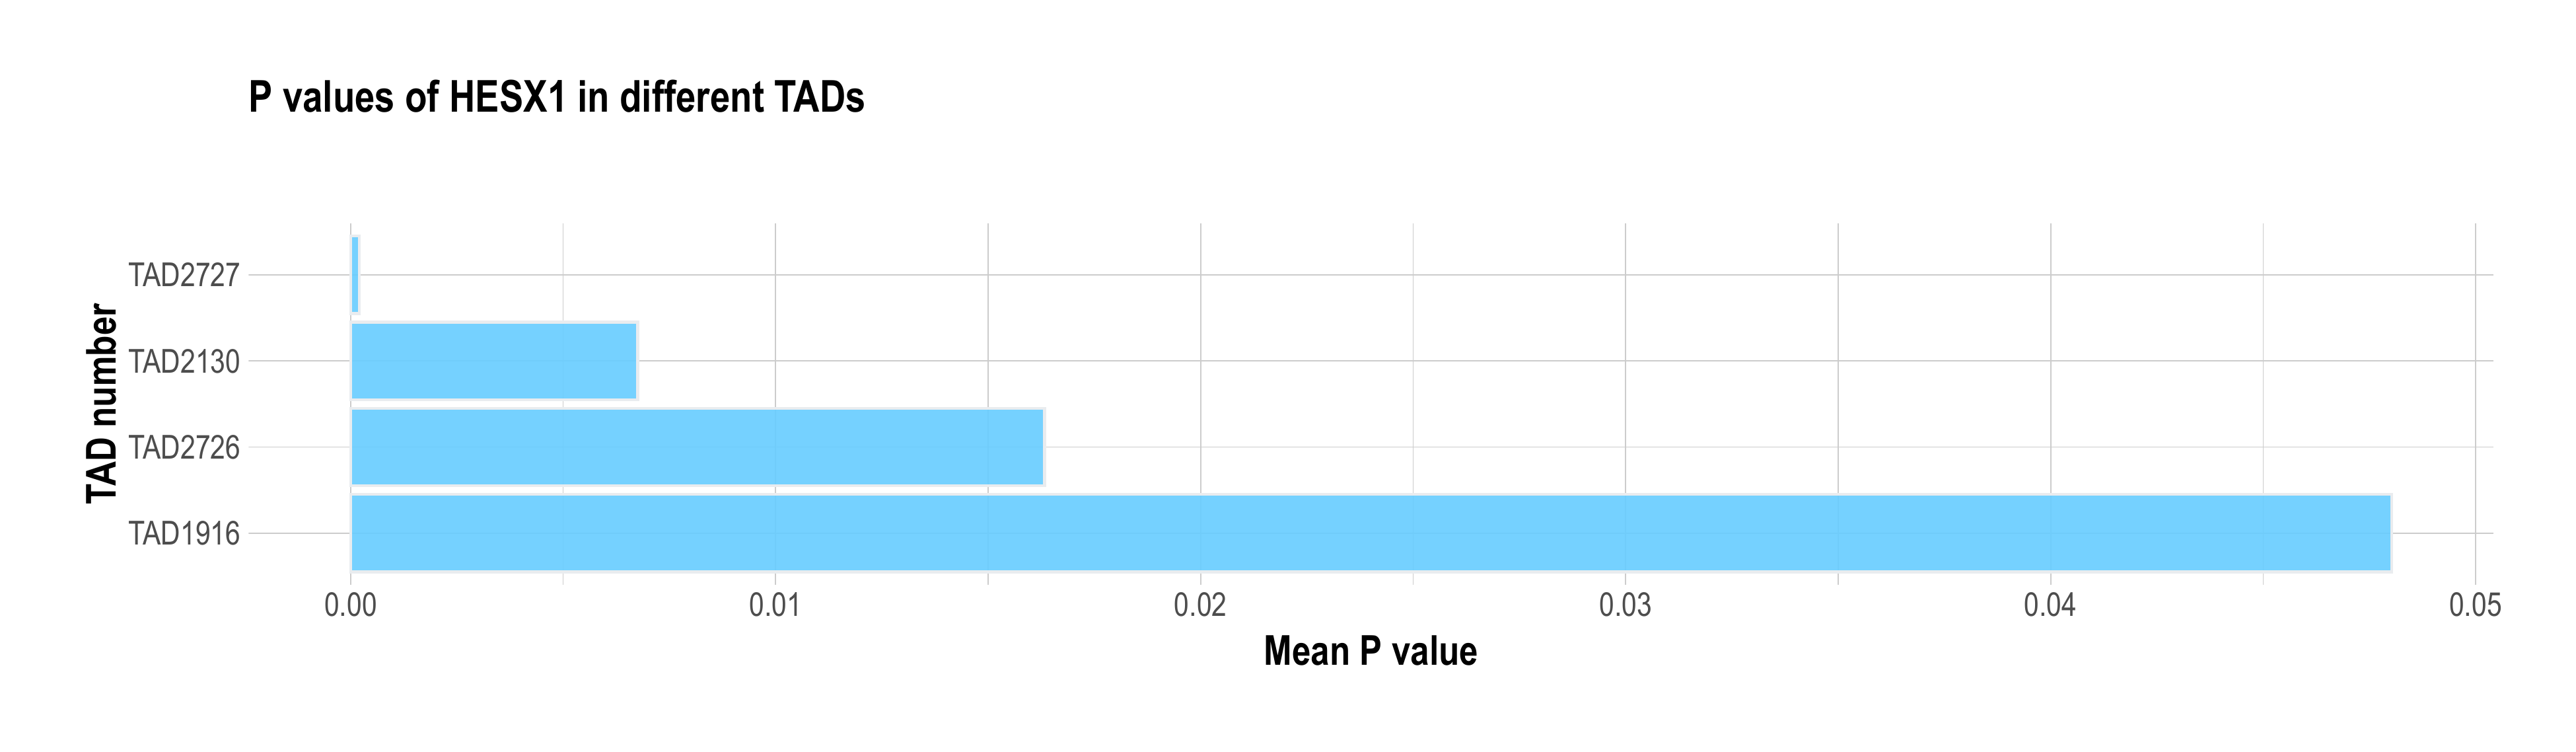 P values of HESX1 in different TADs
TAD number
TAD2727
TAD2130
TAD2726
TAD1916
0.00 0.01 0.02 0.03 0.04 0.05
Mean P value